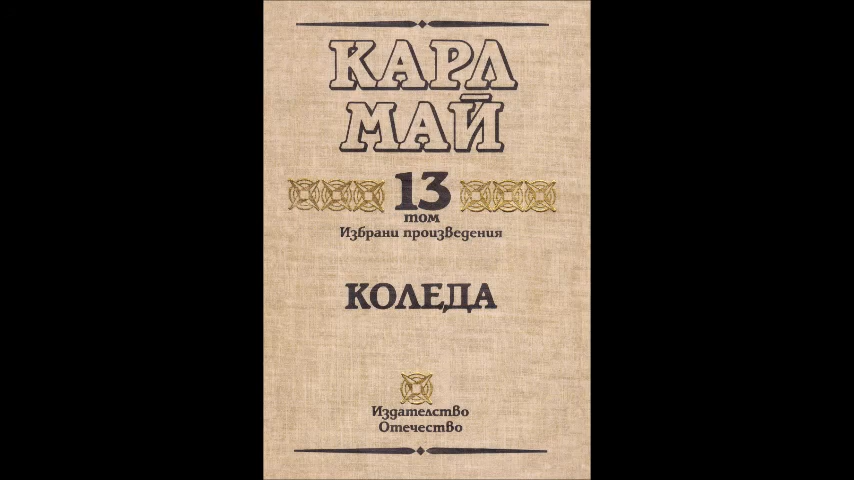 КАРЛ
МАЙ
13
том
Избрани произведения
КОЛЕДА
Издателство
Отечество